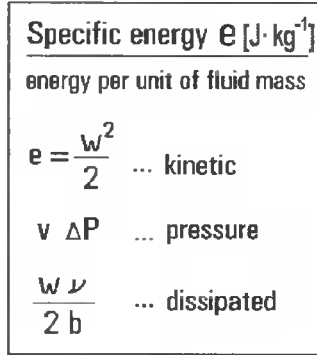 Specific energy e [J·kg⁻¹]
energy per unit of fluid mass
e = w²/2 ... kinetic
v ΔP ... pressure
w ν / 2 b ... dissipated